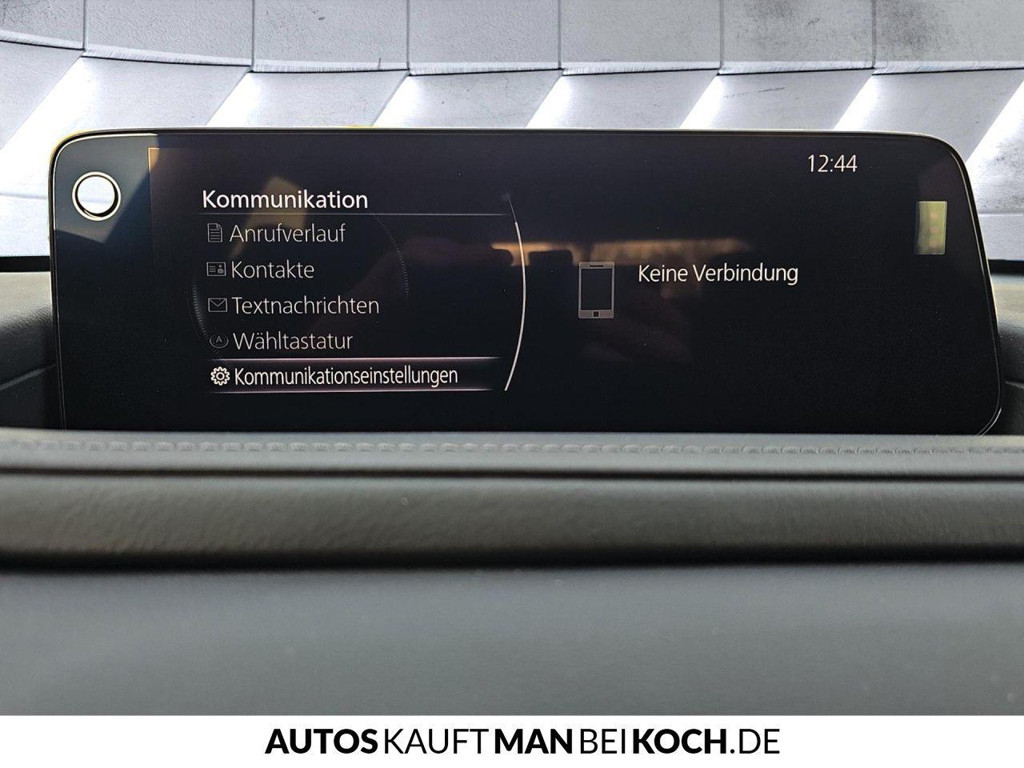 12:44
Kommunikation
Anrufverlauf
Kontakte
Textnachrichten
Wähltastatur
Kommunikationseinstellungen
Keine Verbindung
AUTOSKAUFTMANBEIKOCH.DE